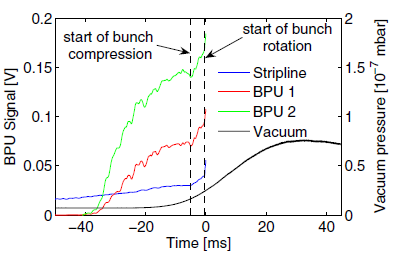 0.2
0.15
0.1
0.05
0
BPU Signal [V]
start of bunch
compression
start of bunch
rotation
Stripline
BPU 1
BPU 2
Vacuum
2
1.5
1
0.5
0
Vacuum pressure [10⁻⁷ mbar]
−40
−20
0
20
40
Time [ms]